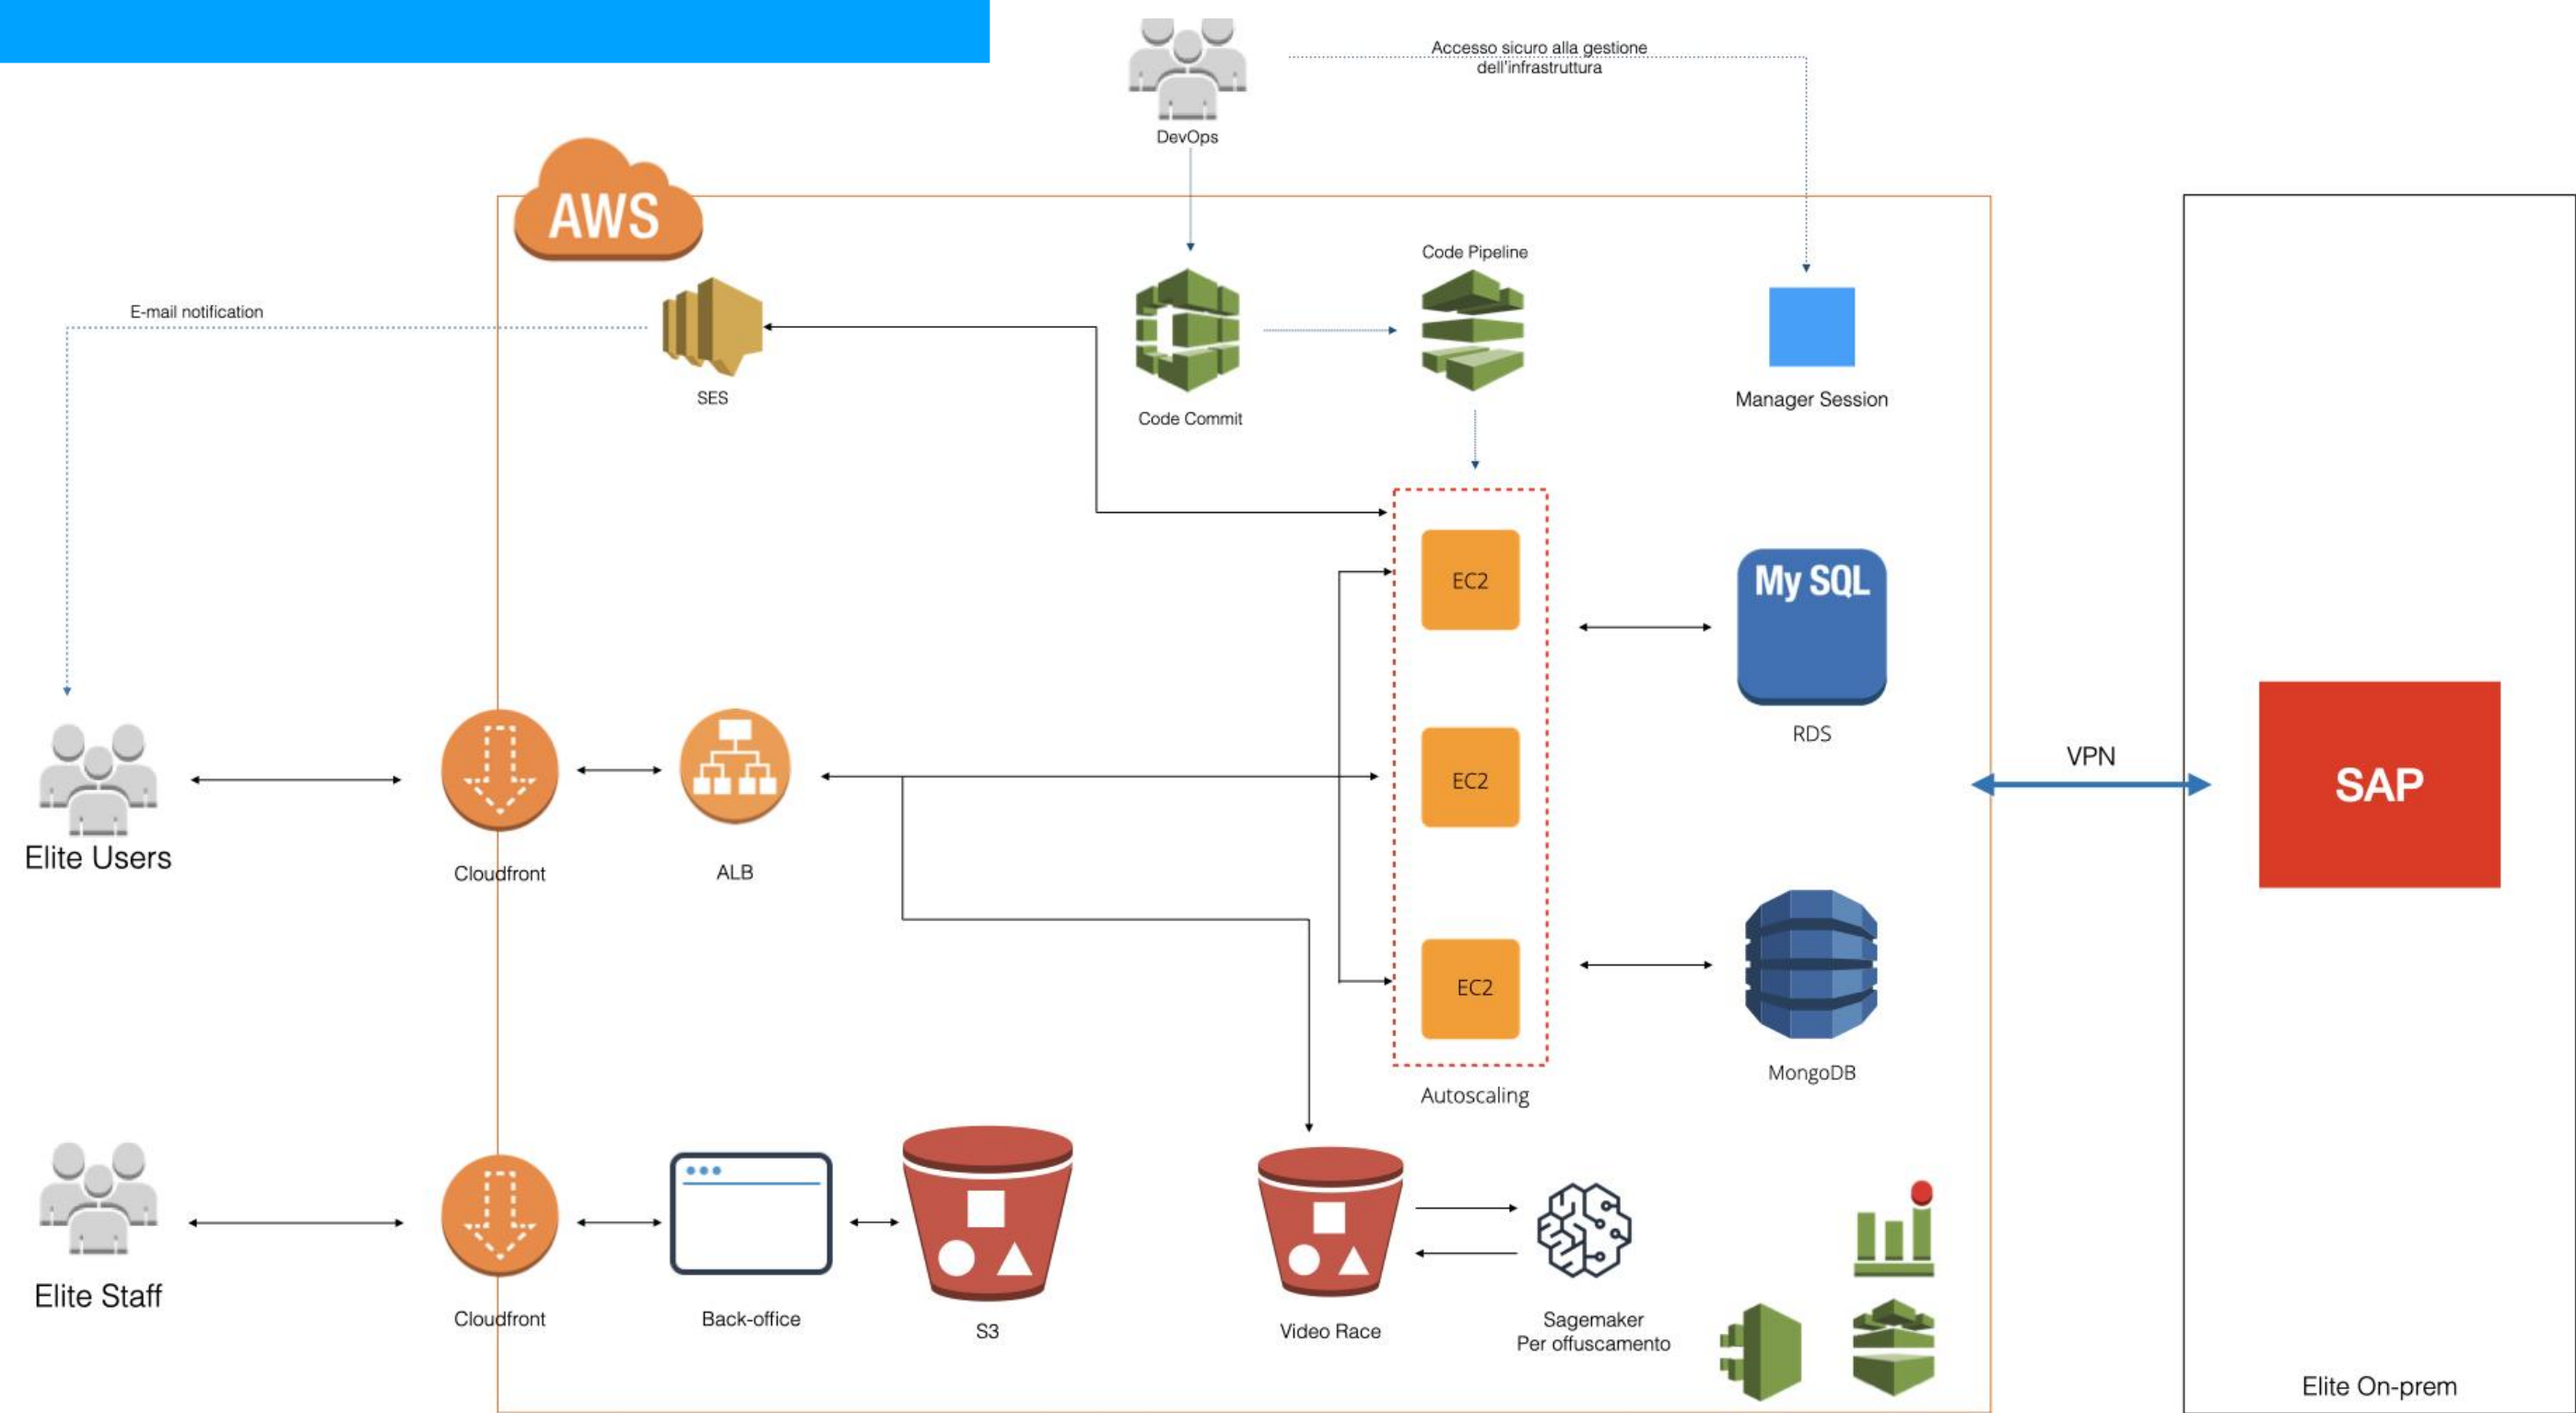 Accesso sicuro alla gestione
dell'infrastruttura
DevOps
AWS
Code Pipeline
E-mail notification
SES
Code Commit
Manager Session
EC2
My SQL
RDS
VPN
EC2
SAP
Elite Users
Cloudfront
ALB
EC2
MongoDB
Autoscaling
Elite Staff
Cloudfront
Back-office
S3
Video Race
Sagemaker
Per offuscamento
Elite On-prem